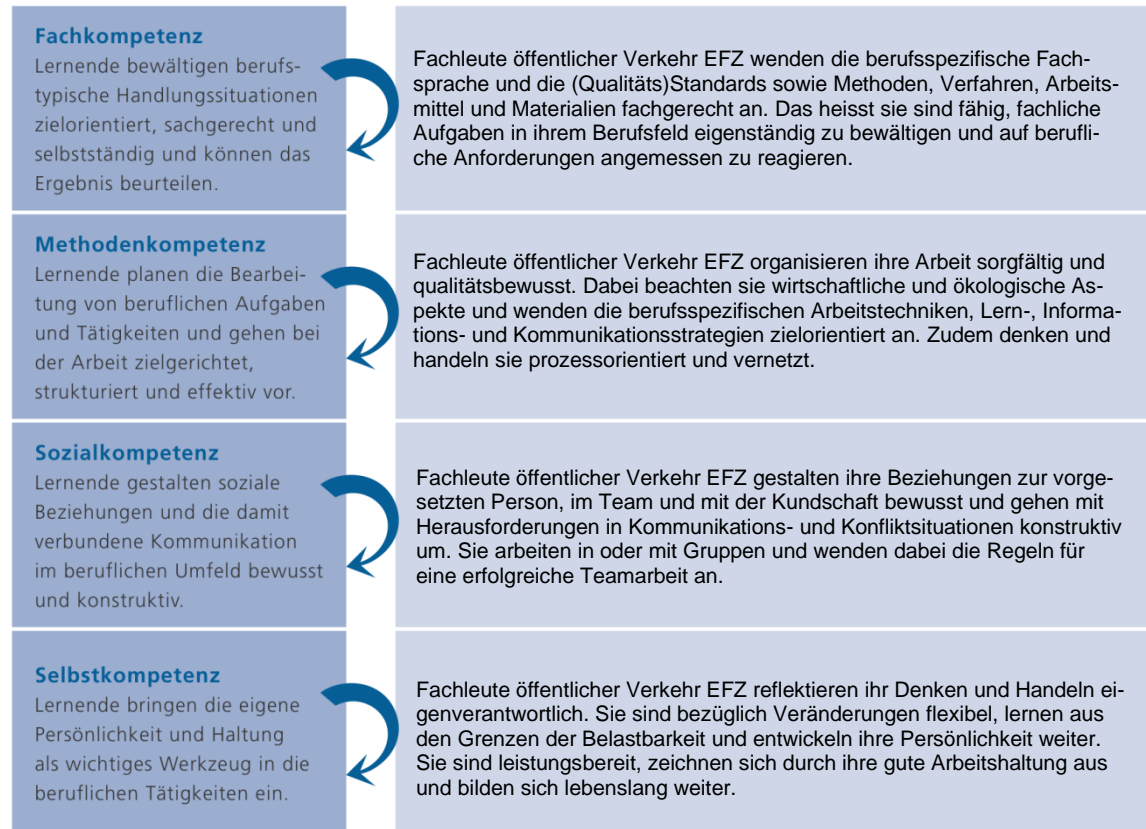 Fachkompetenz
Lernende bewältigen berufs-
typische Handlungssituationen
zielorientiert, sachgerecht und
selbstständig und können das
Ergebnis beurteilen.
Fachleute öffentlicher Verkehr EFZ wenden die berufsspezifische Fach-
sprache und die (Qualitäts)Standards sowie Methoden, Verfahren, Arbeits-
mittel und Materialien fachgerecht an. Das heisst sie sind fähig, fachliche
Aufgaben in ihrem Berufsfeld eigenständig zu bewältigen und auf berufli-
che Anforderungen angemessen zu reagieren.
Methodenkompetenz
Lernende planen die Bearbei-
tung von beruflichen Aufgaben
und Tätigkeiten und gehen bei
der Arbeit zielgerichtet,
strukturiert und effektiv vor.
Fachleute öffentlicher Verkehr EFZ organisieren ihre Arbeit sorgfältig und
qualitätsbewusst. Dabei beachten sie wirtschaftliche und ökologische As-
pekte und wenden die berufsspezifischen Arbeitstechniken, Lern-, Informa-
tions- und Kommunikationsstrategien zielorientiert an. Zudem denken und
handeln sie prozessorientiert und vernetzt.
Sozialkompetenz
Lernende gestalten soziale
Beziehungen und die damit
verbundene Kommunikation
im beruflichen Umfeld bewusst
und konstruktiv.
Fachleute öffentlicher Verkehr EFZ gestalten ihre Beziehungen zur vorge-
setzten Person, im Team und mit der Kundschaft bewusst und gehen mit
Herausforderungen in Kommunikations- und Konfliktsituationen konstruktiv
um. Sie arbeiten in oder mit Gruppen und wenden dabei die Regeln für
eine erfolgreiche Teamarbeit an.
Selbstkompetenz
Lernende bringen die eigene
Persönlichkeit und Haltung
als wichtiges Werkzeug in die
beruflichen Tätigkeiten ein.
Fachleute öffentlicher Verkehr EFZ reflektieren ihr Denken und Handeln ei-
genverantwortlich. Sie sind bezüglich Veränderungen flexibel, lernen aus
den Grenzen der Belastbarkeit und entwickeln ihre Persönlichkeit weiter.
Sie sind leistungsbereit, zeichnen sich durch ihre gute Arbeitshaltung aus
und bilden sich lebenslang weiter.